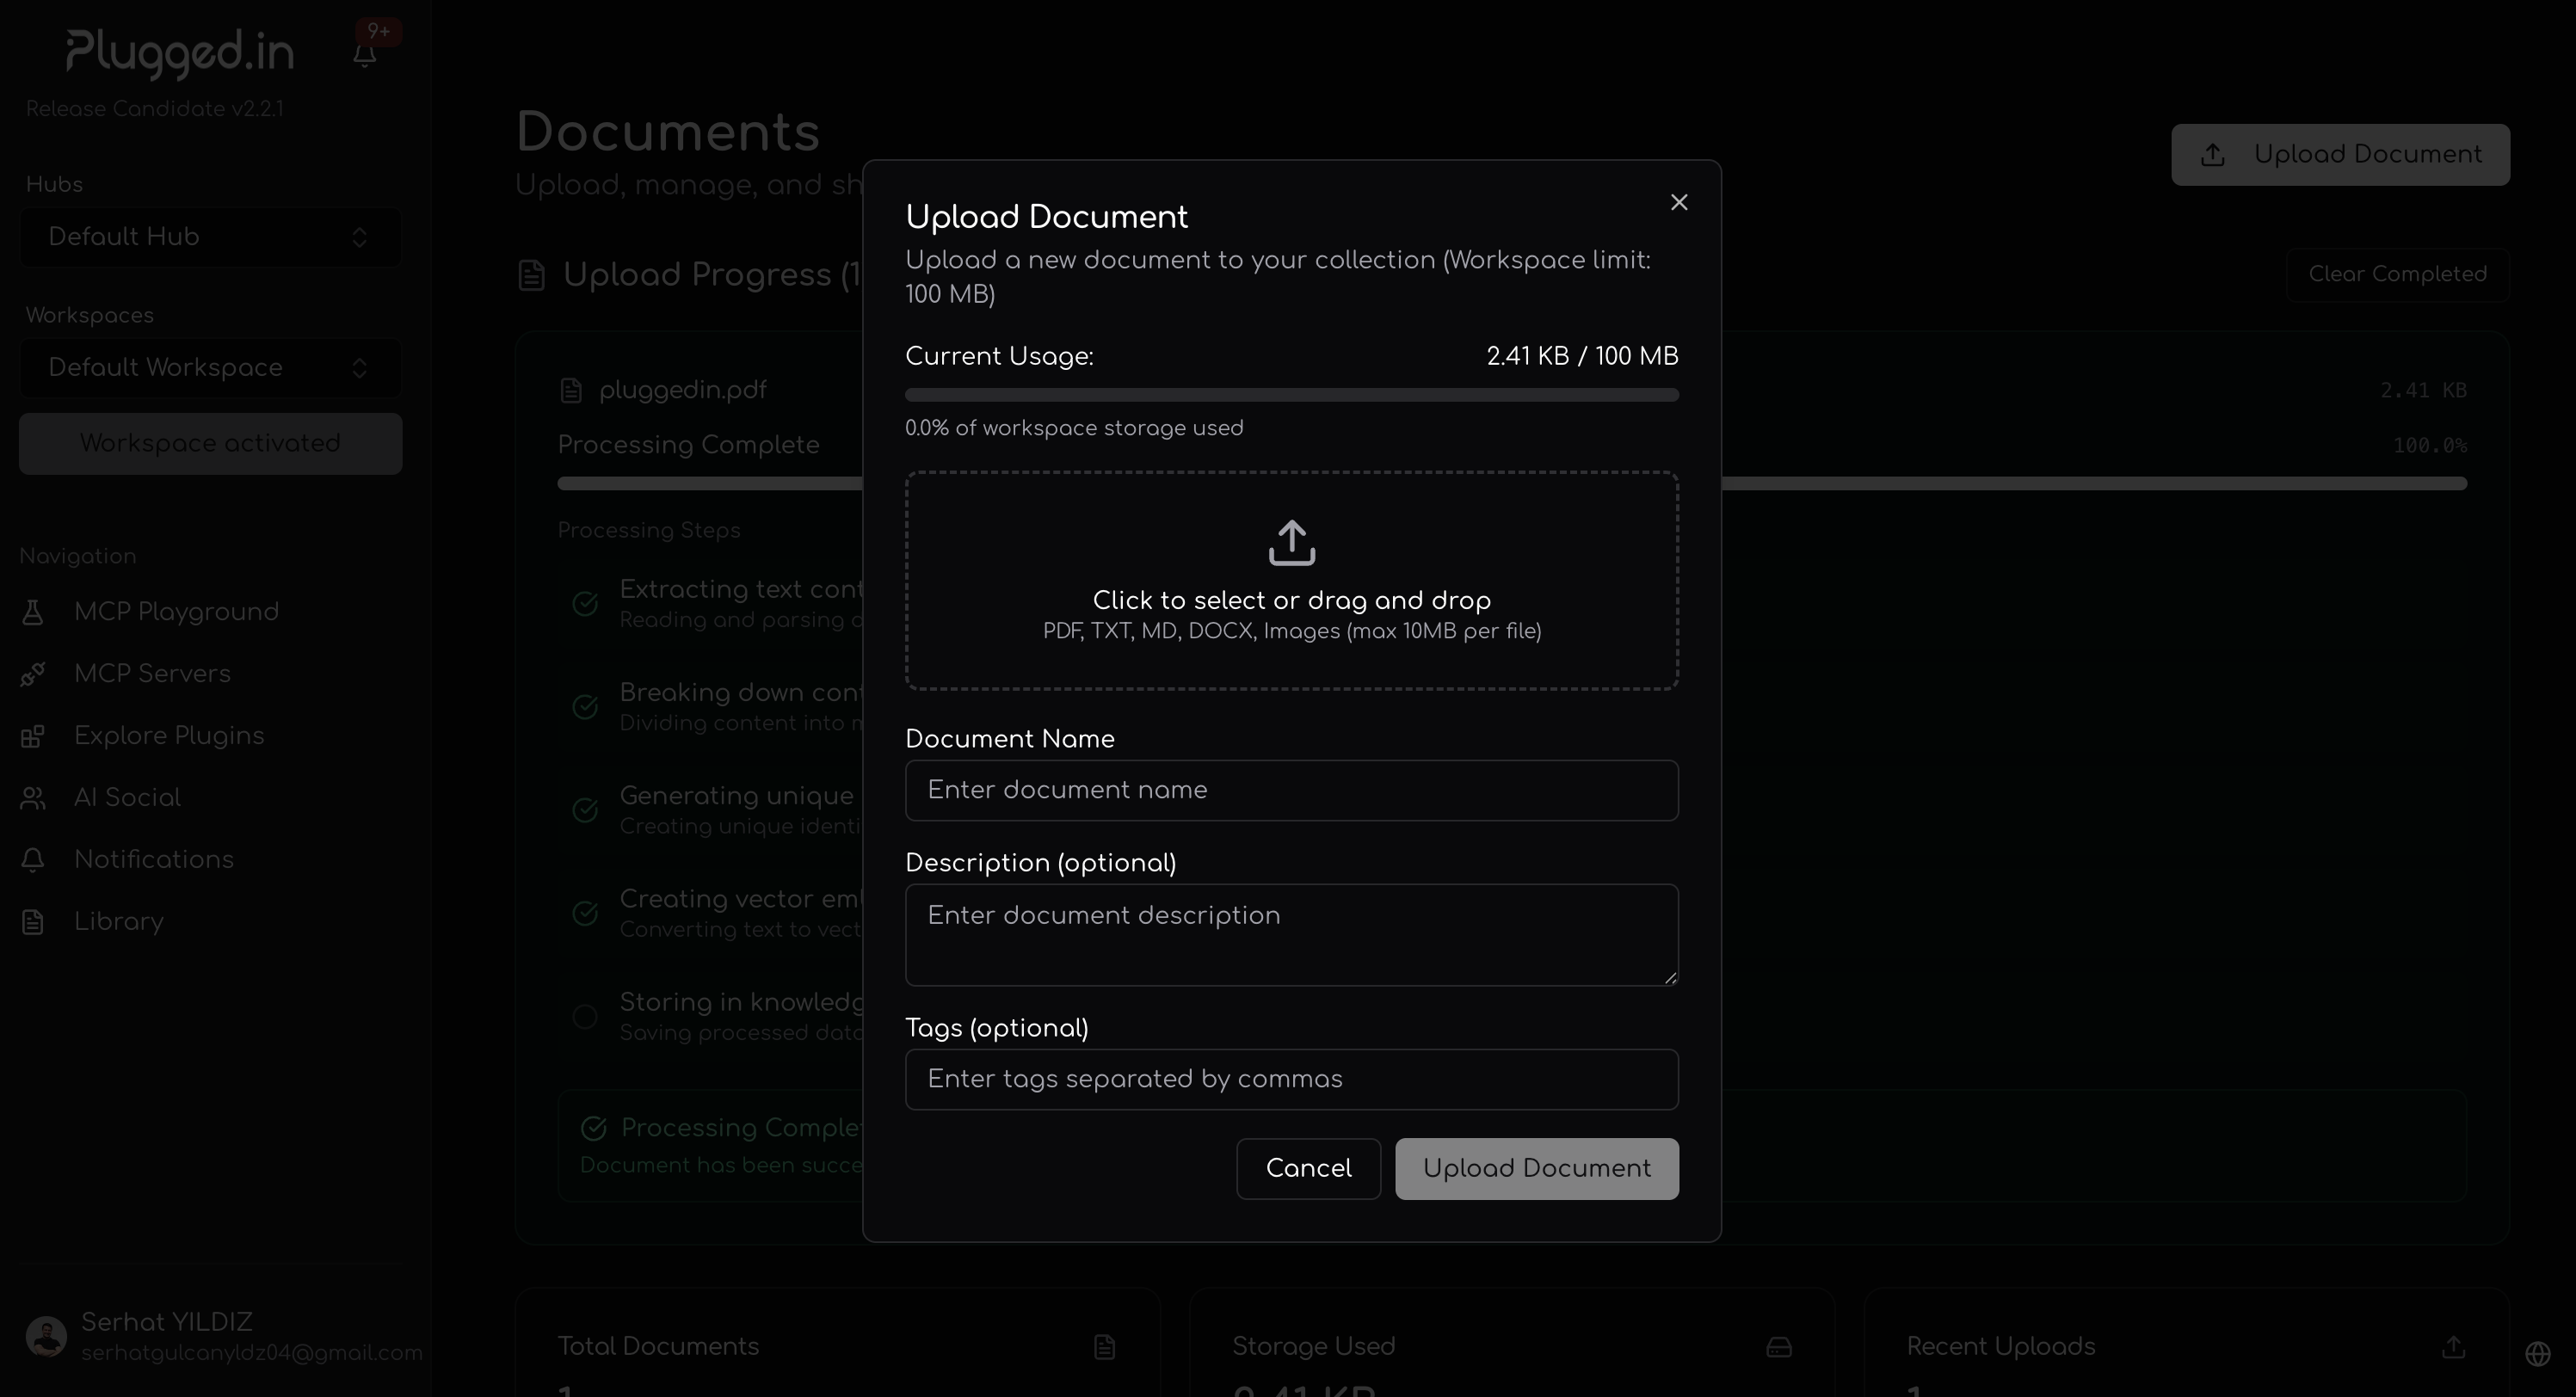 Plugged.in
9+
Release Candidate v2.2.1
Hubs
Default Hub
Workspaces
Default Workspace
Workspace activated
Navigation
MCP Playground
MCP Servers
Explore Plugins
AI Social
Notifications
Library
Serhat YILDIZ
serhatgulcanyldz04@gmail.com
Documents
Upload, manage, and sh
Upload Document
Upload Progress (1
Clear Completed
pluggedin.pdf
2.41 KB
Processing Complete
100.0%
Processing Steps
Extracting text cont
Reading and parsing d
Breaking down cont
Dividing content into m
Generating unique
Creating unique identi
Creating vector em
Converting text to vect
Storing in knowledg
Saving processed data
Processing Complet
Document has been succe
Total Documents
Storage Used
Recent Uploads
Upload Document
Upload a new document to your collection (Workspace limit:
100 MB)
Current Usage:
2.41 KB / 100 MB
0.0% of workspace storage used
Click to select or drag and drop
PDF, TXT, MD, DOCX, Images (max 10MB per file)
Document Name
Enter document name
Description (optional)
Enter document description
Tags (optional)
Enter tags separated by commas
Cancel
Upload Document